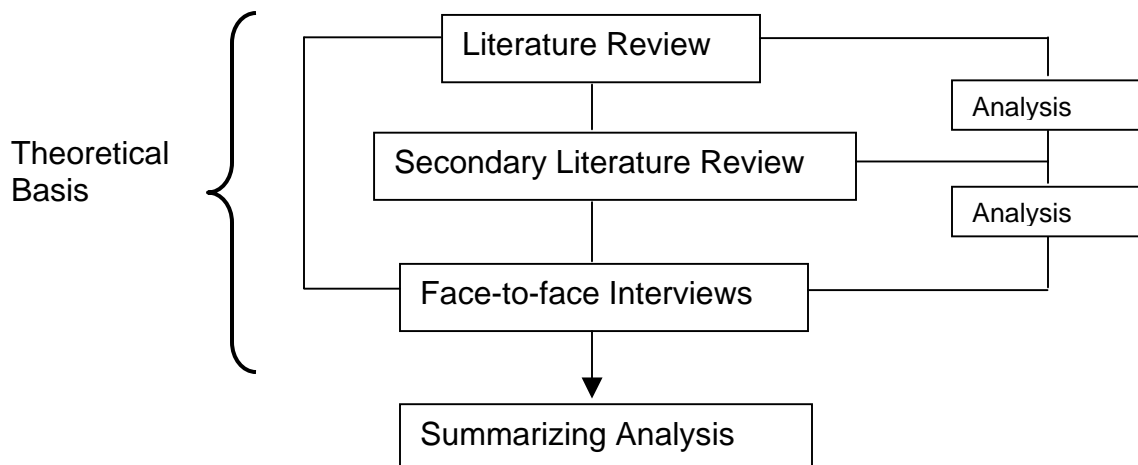 Literature Review
Analysis
Theoretical
Basis
Secondary Literature Review
Analysis
Face-to-face Interviews
Summarizing Analysis